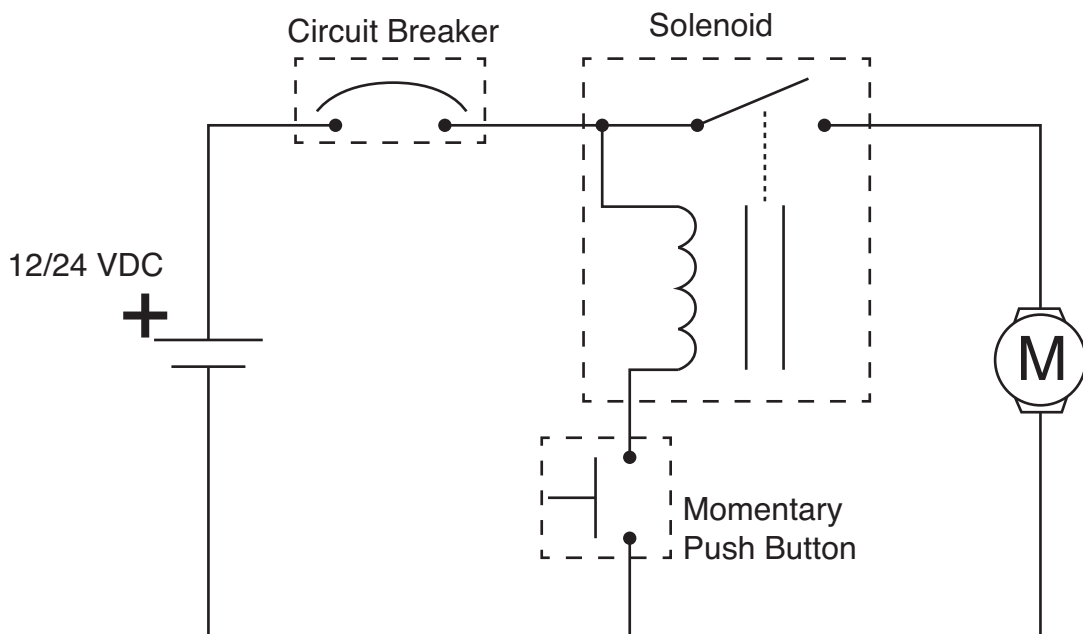 Circuit Breaker
Solenoid
12/24 VDC
+
M
Momentary
Push Button